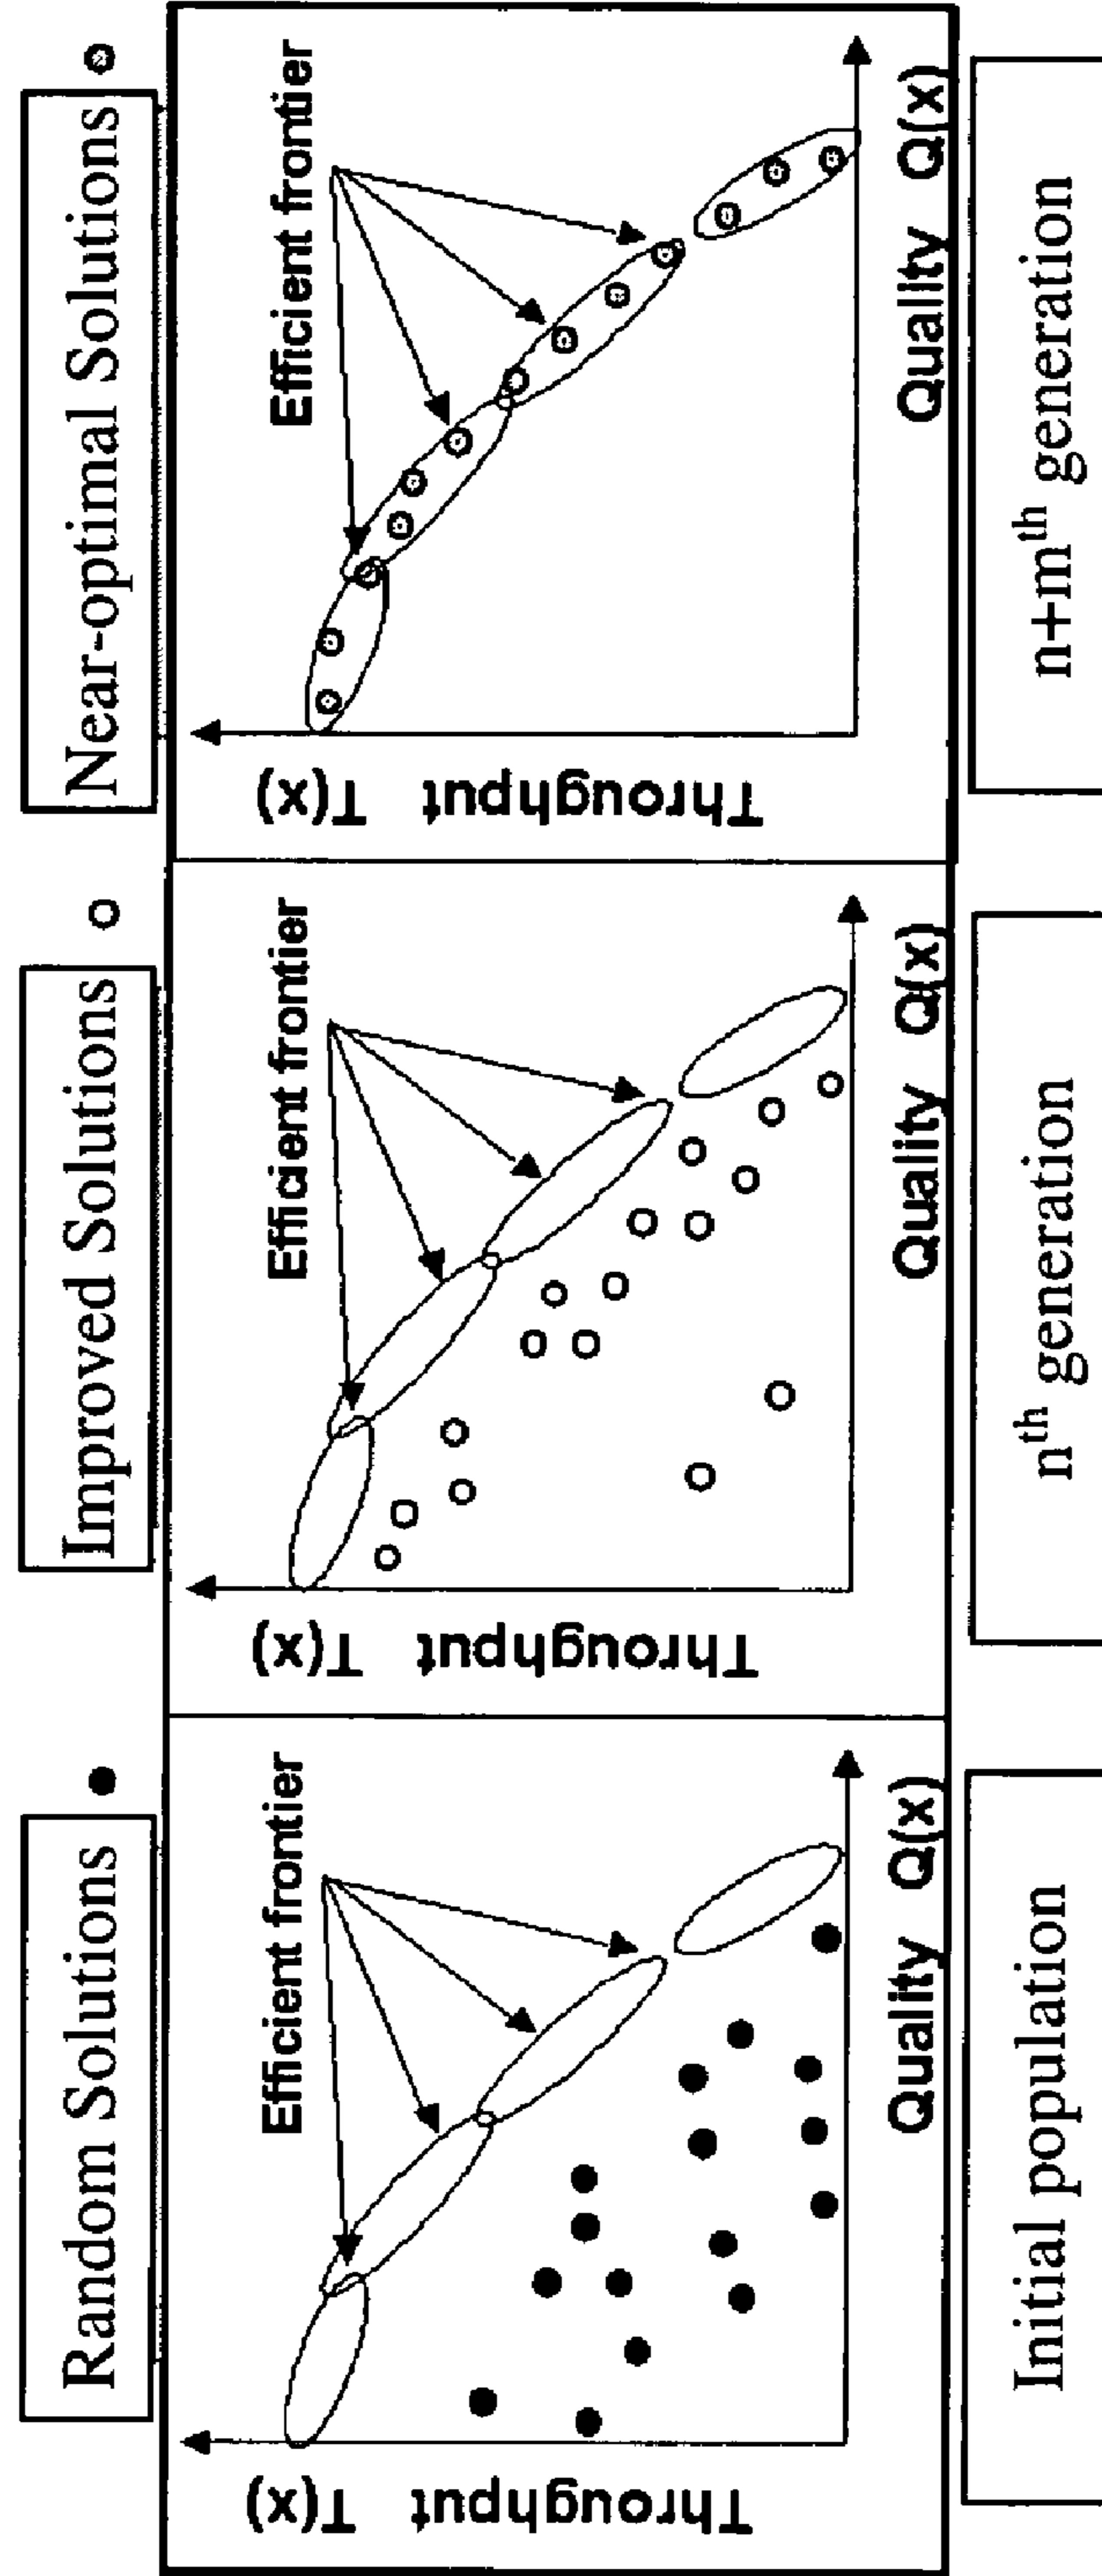 Random Solutions
Improved Solutions
Near-optimal Solutions
Efficient frontier
Throughput T(x)
Quality Q(x)
Efficient frontier
Throughput T(x)
Quality Q(x)
Efficient frontier
Throughput T(x)
Quality Q(x)
Initial population
nth generation
n+mth generation